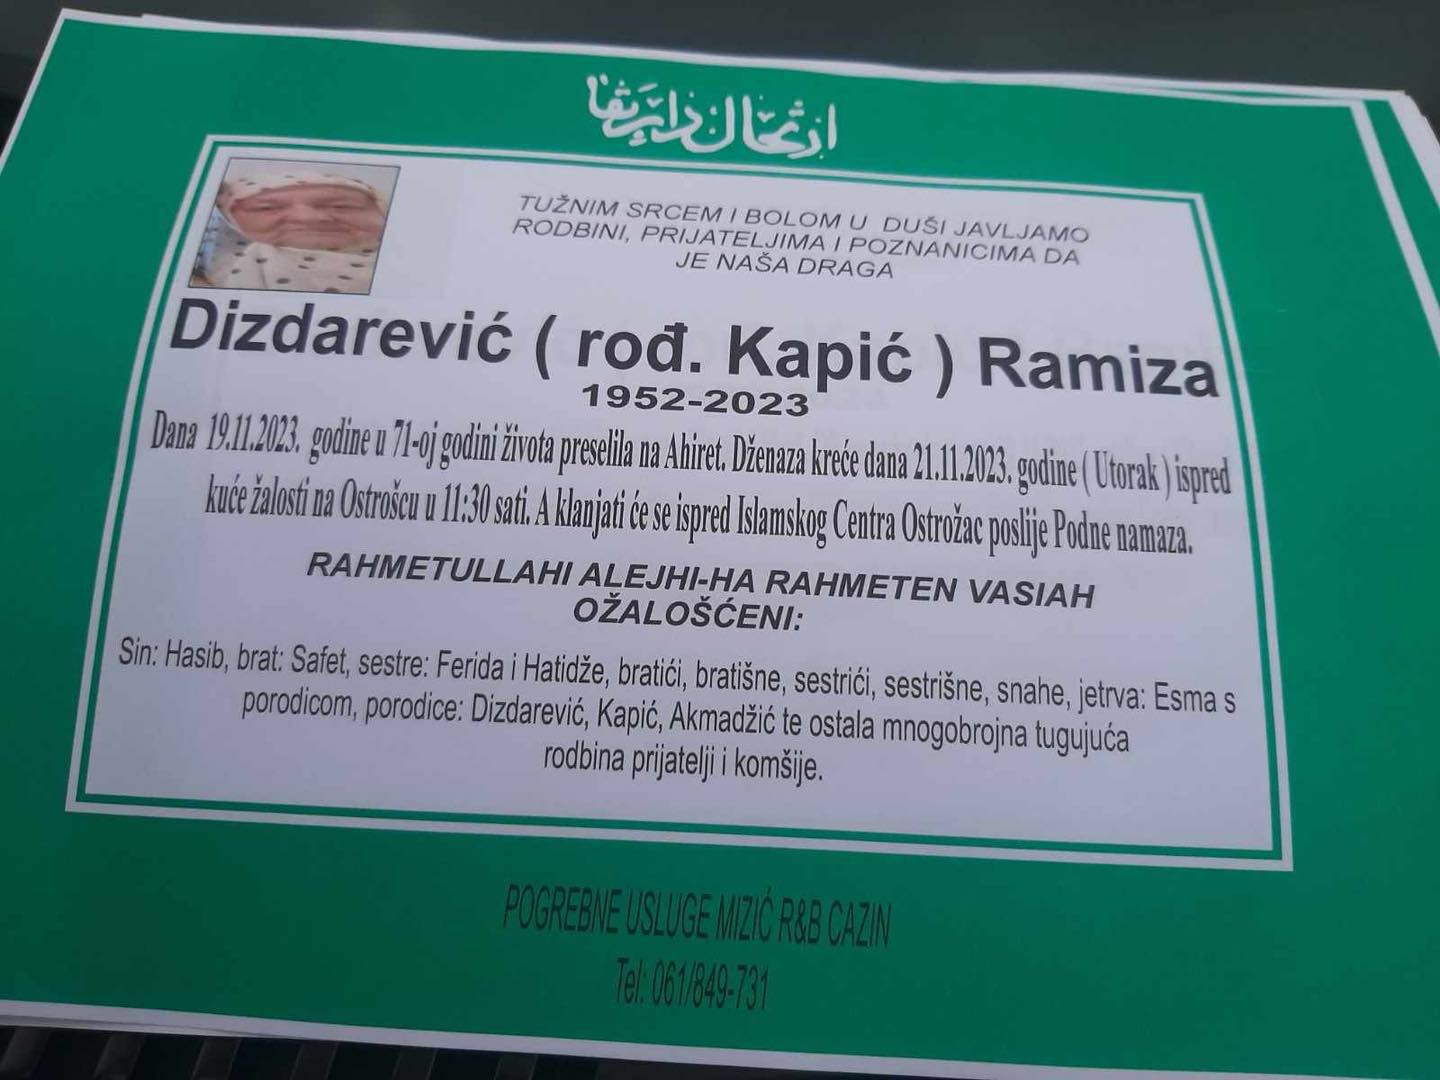 TUŽNIM SRCEM I BOLOM U DUŠI JAVLJAMO
RODBINI, PRIJATELJIMA I POZNANICIMA DA
JE NAŠA DRAGA
Dizdarević ( rođ. Kapić ) Ramiza
1952-2023
Dana 19.11.2023. godine u 71-oj godini života preselila na Ahiret. Dženaza kreće dana 21.11.2023. godine ( Utorak ) ispred
kuće žalosti na Ostrošcu u 11:30 sati. A klanjati će se ispred Islamskog Centra Ostrožac poslije Podne namaza.
RAHMETULLAHI ALEJHI-HA RAHMETEN VASIAH
OŽALOŠĆENI:
Sin: Hasib, brat: Safet, sestre: Ferida i Hatidže, bratići, bratišne, sestrići, sestrišne, snahe, jetrva: Esma s
porodicom, porodice: Dizdarević, Kapić, Akmadžić te ostala mnogobrojna tugujuća
rodbina prijatelji i komšije.
POGREBNE USLUGE MIZIĆ R&B CAZIN
Tel: 061/849-731